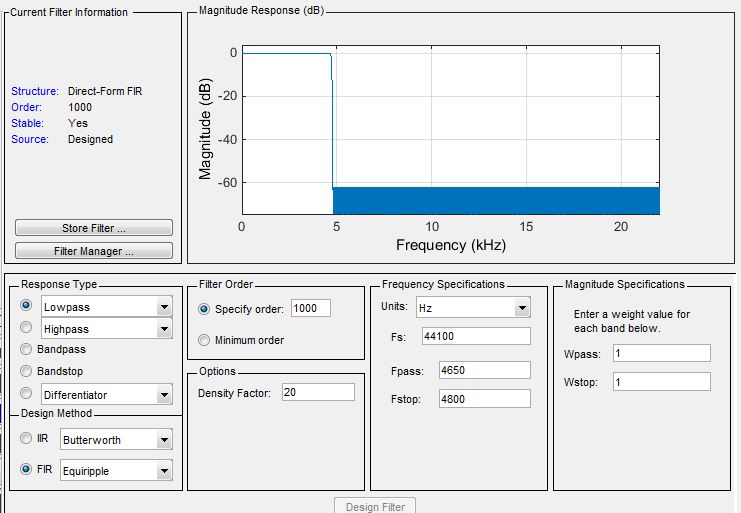 Current Filter Information
Structure: Direct-Form FIR
Order: 1000
Stable: Yes
Source: Designed
Store Filter ...
Filter Manager ...
Magnitude Response (dB)
Magnitude (dB)
0
-20
-40
-60
0 5 10 15 20
Frequency (kHz)
Response Type
Lowpass
Highpass
Bandpass
Bandstop
Differentiator
Design Method
IIR Butterworth
FIR Equiripple
Filter Order
Specify order: 1000
Minimum order
Options
Density Factor: 20
Frequency Specifications
Units: Hz
Fs: 44100
Fpass: 4650
Fstop: 4800
Magnitude Specifications
Enter a weight value for
each band below.
Wpass: 1
Wstop: 1
Design Filter